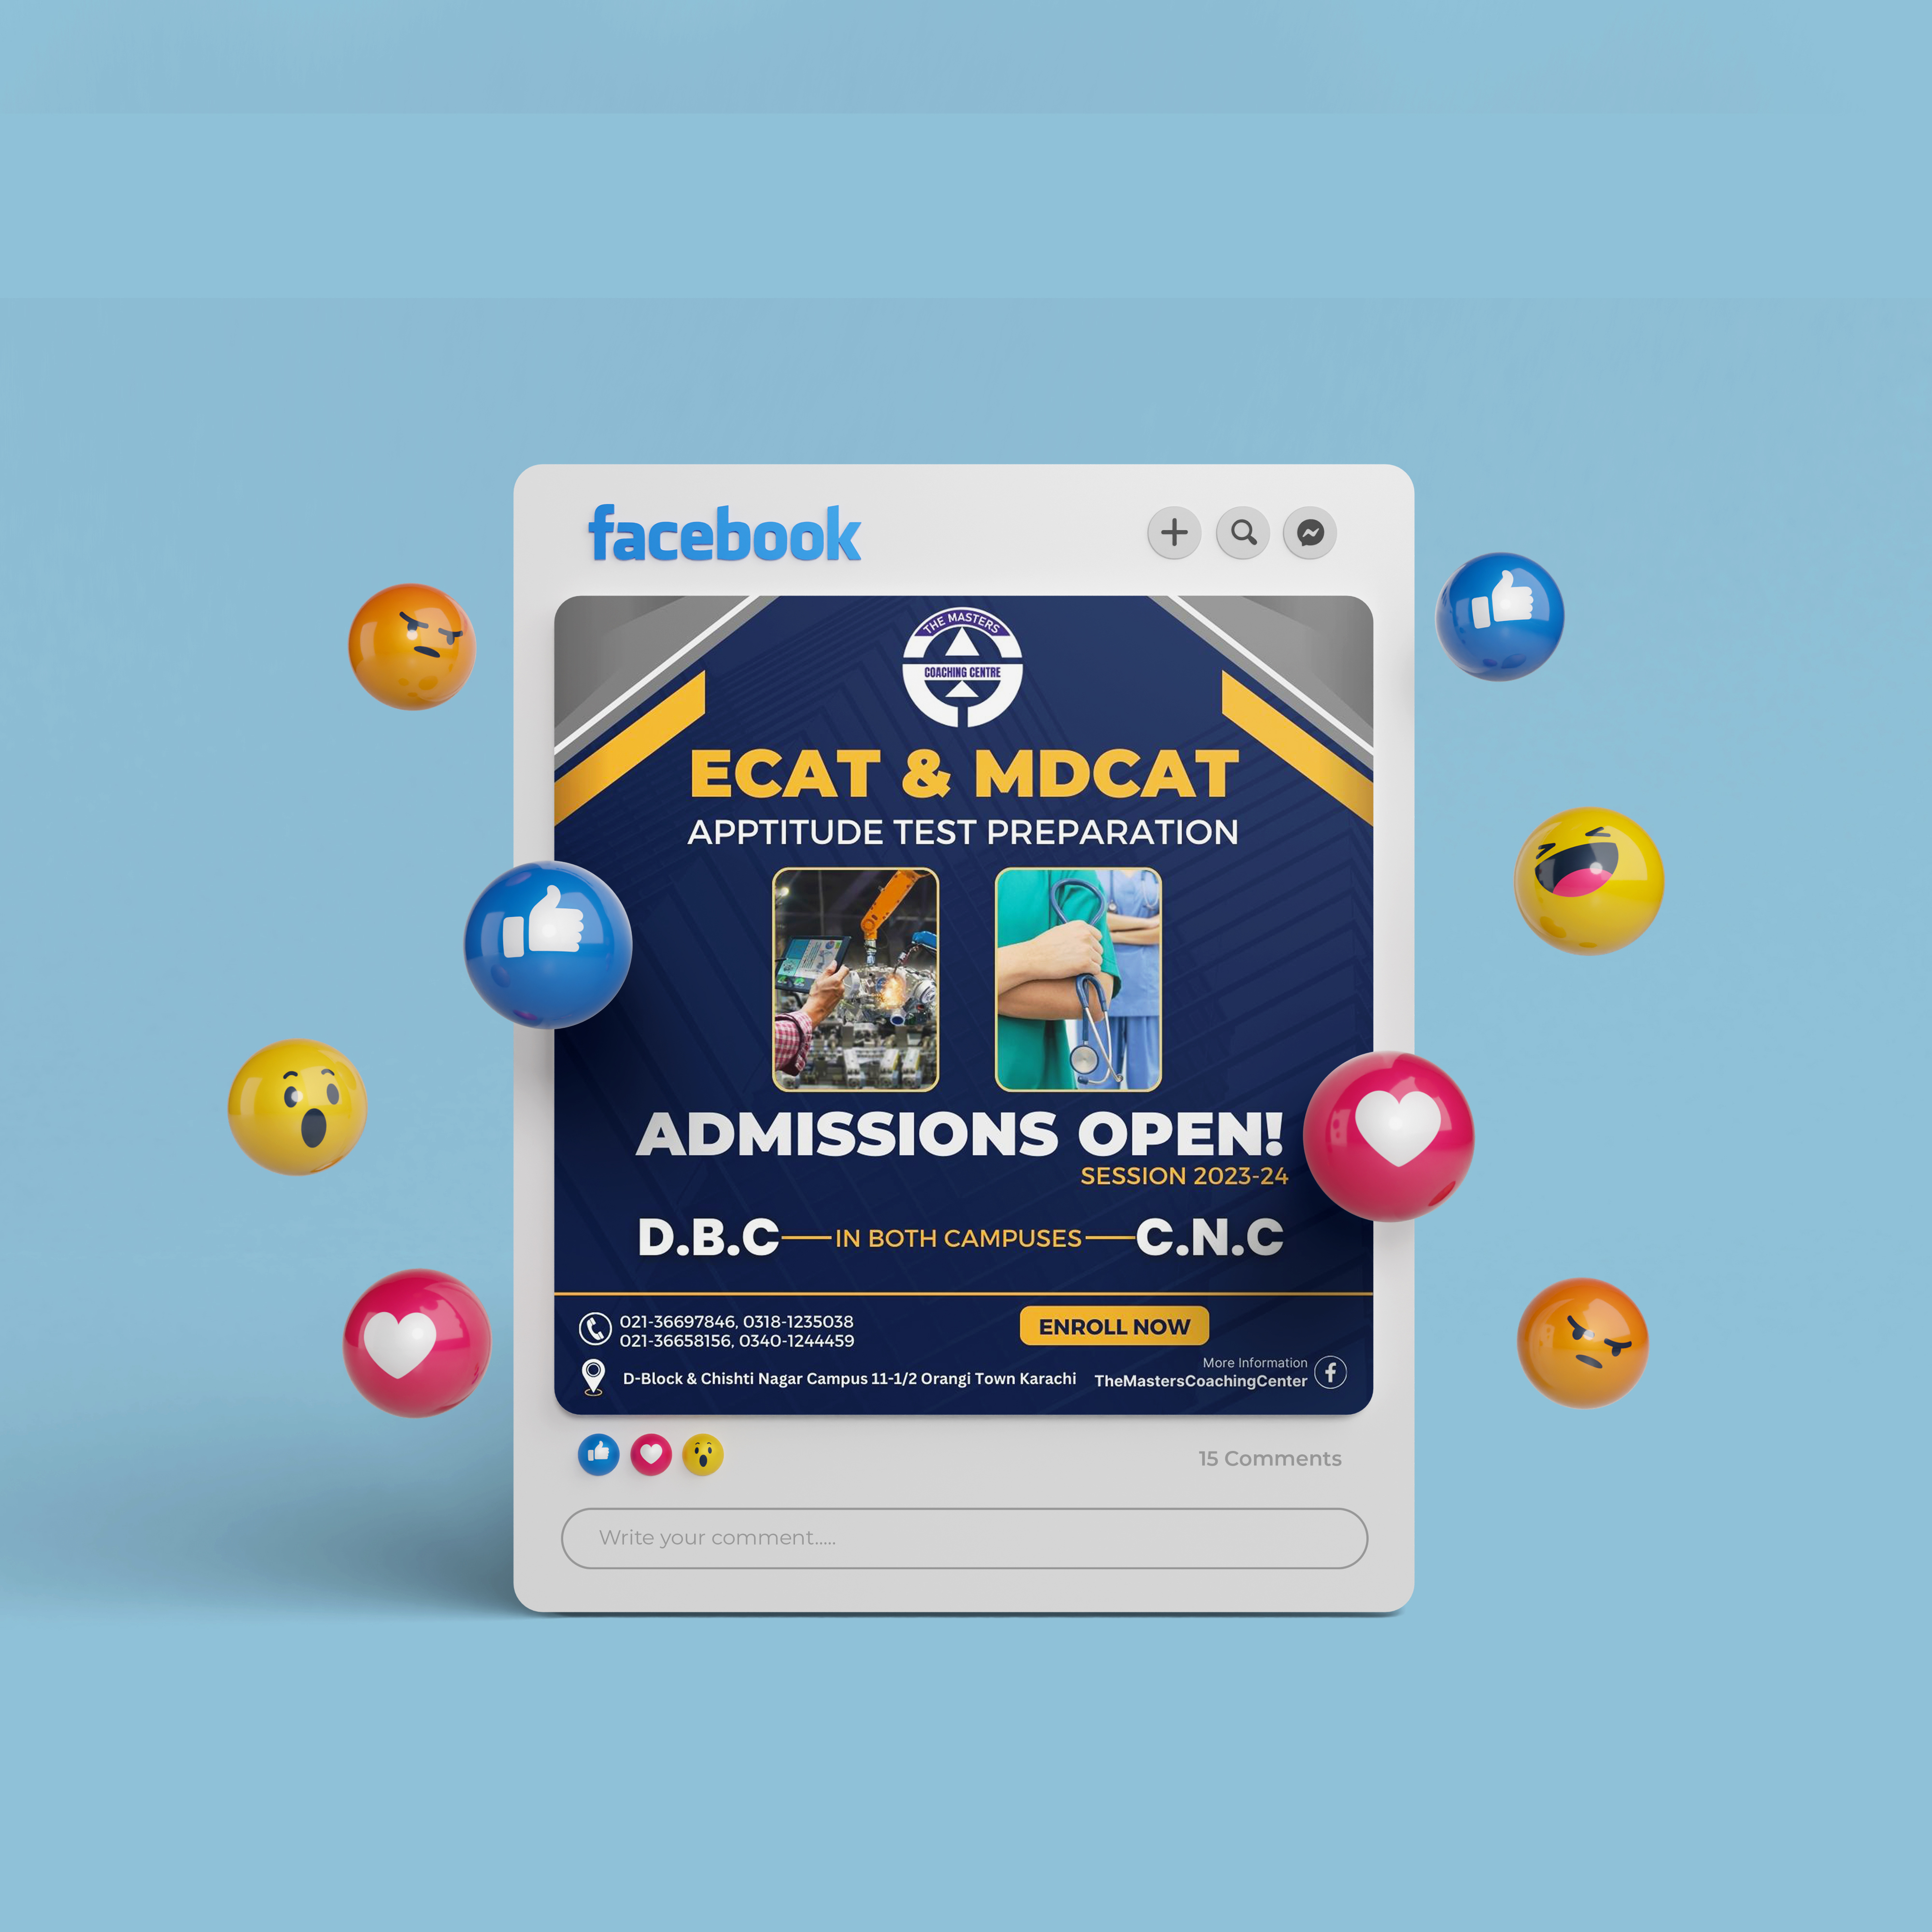 facebook
THE MASTERS
COACHING CENTRE
ECAT & MDCAT
APPTITUDE TEST PREPARATION
ADMISSIONS OPEN!
SESSION 2023-24
D.B.C IN BOTH CAMPUSES C.N.C
021-36697846, 0318-1235038
021-36658156, 0340-1244459
ENROLL NOW
D-Block & Chishti Nagar Campus 11-1/2 Orangi Town Karachi
More Information
TheMastersCoachingCenter
15 Comments
Write your comment.....